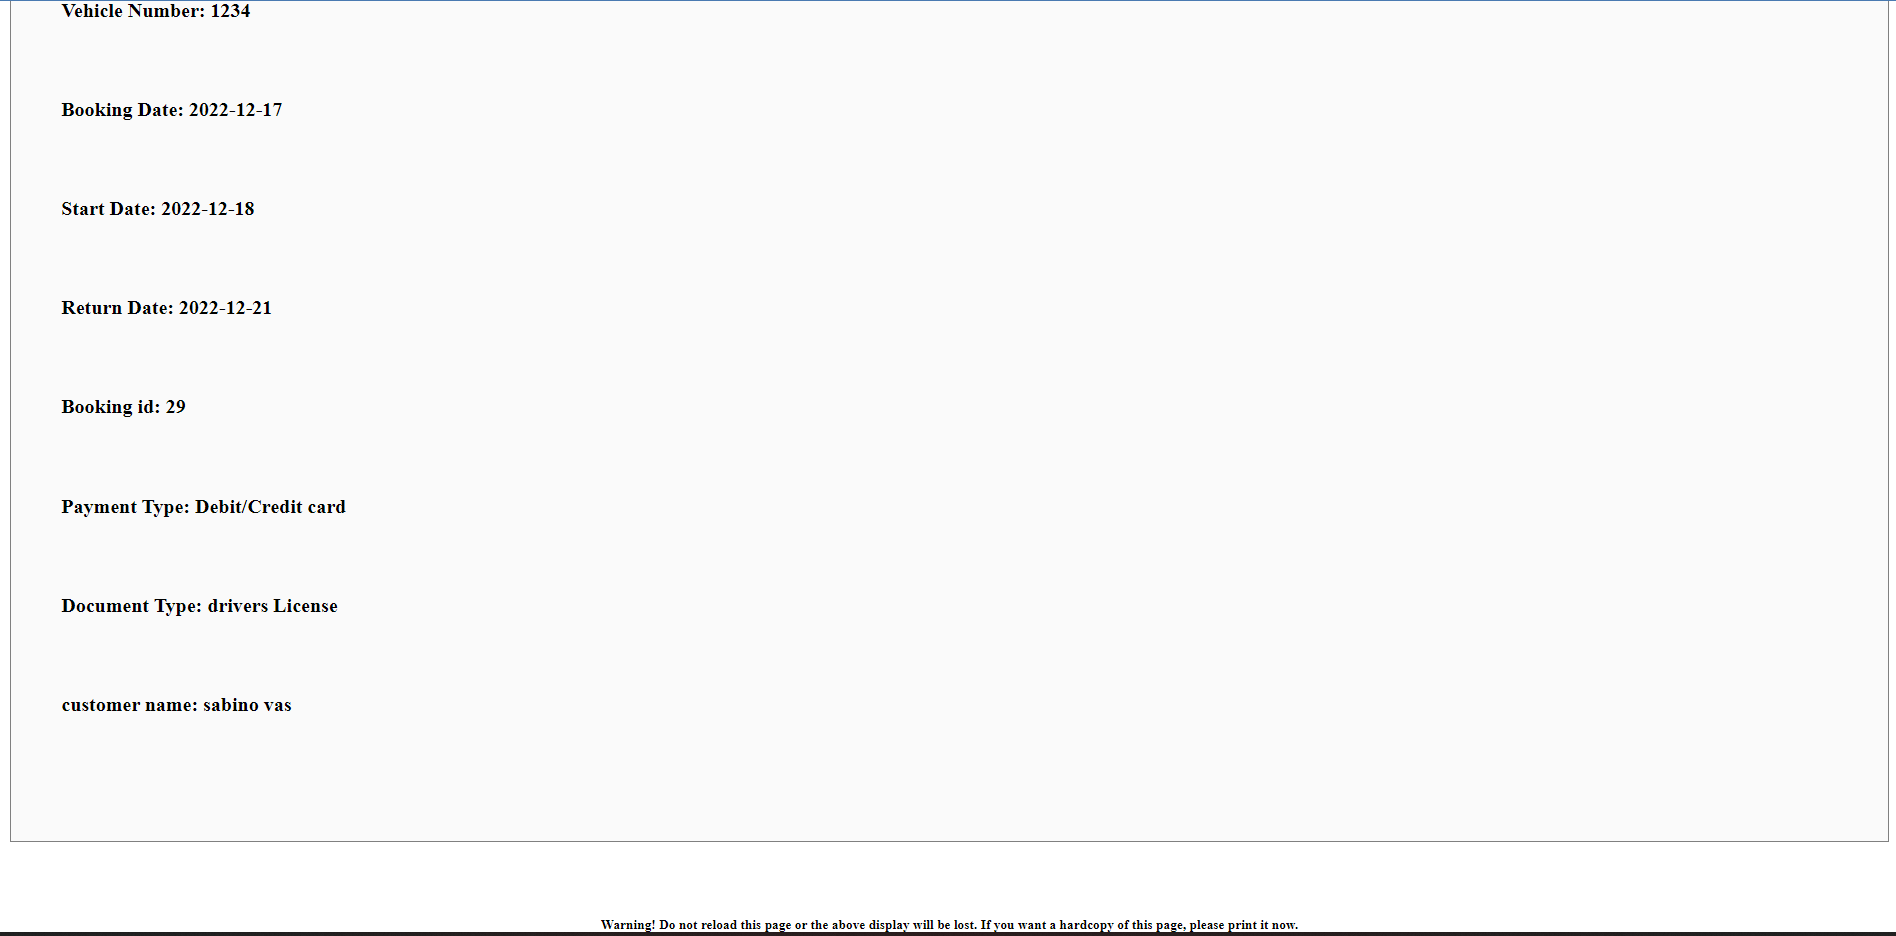 Vehicle Number: 1234
Booking Date: 2022-12-17
Start Date: 2022-12-18
Return Date: 2022-12-21
Booking id: 29
Payment Type: Debit/Credit card
Document Type: drivers License
customer name: sabino vas
Warning! Do not reload this page or the above display will be lost. If you want a hardcopy of this page, please print it now.